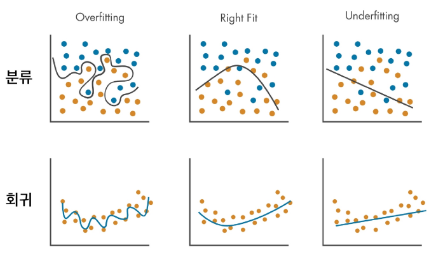 Overfitting
Right Fit
Underfitting
분류
회귀